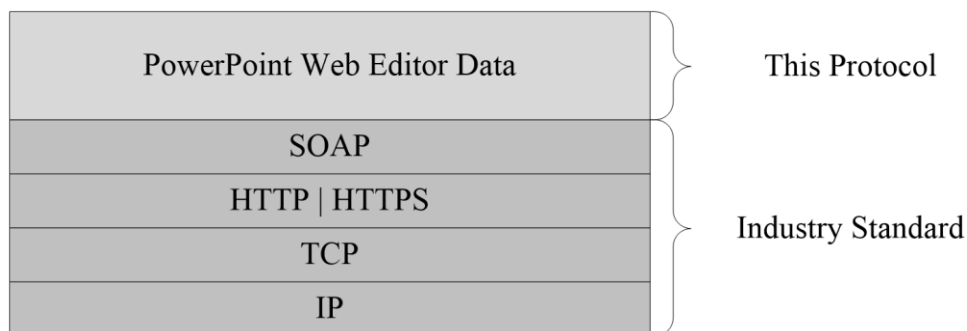 PowerPoint Web Editor Data
This Protocol
SOAP
HTTP | HTTPS
Industry Standard
TCP
IP